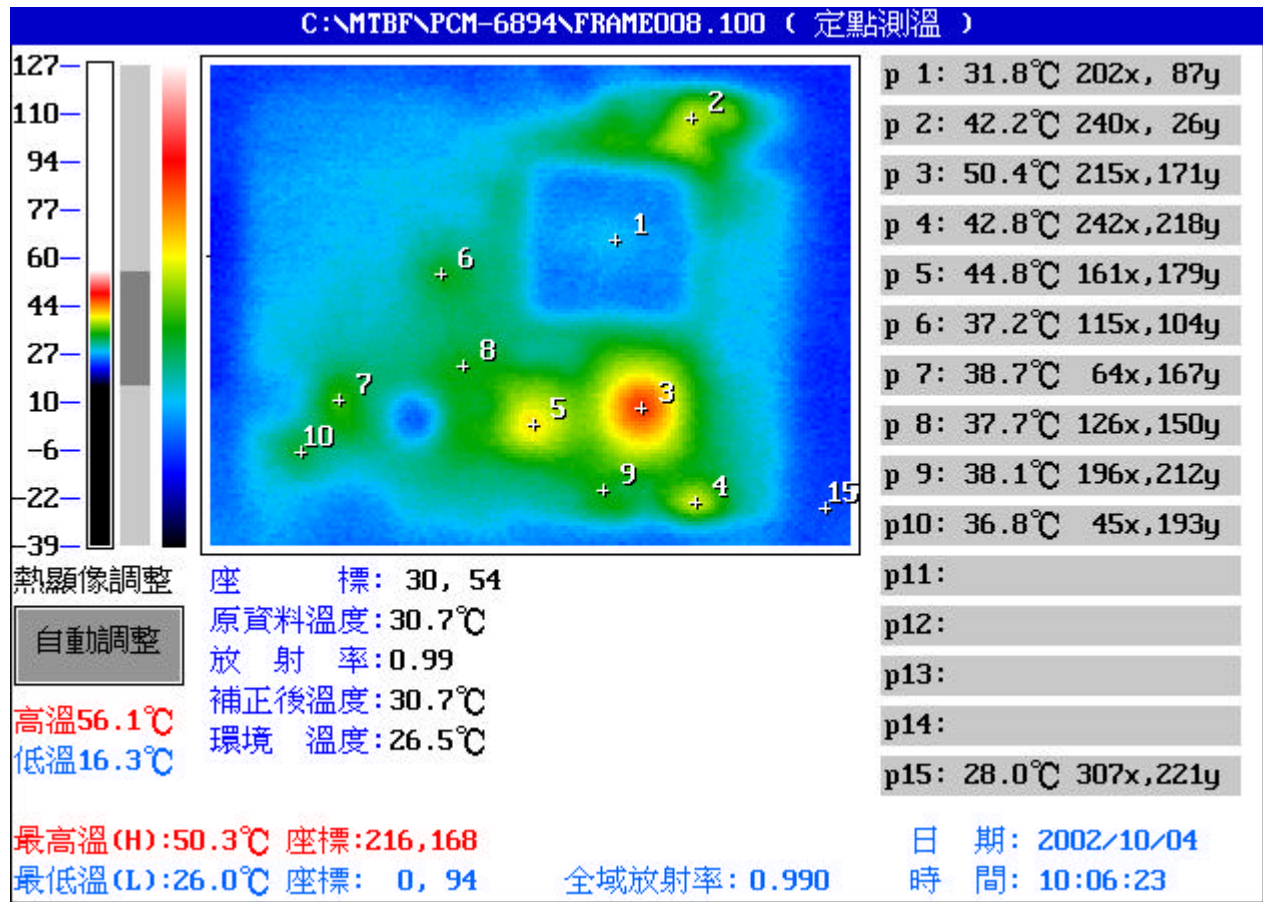 C:\MTBF\PCM-6894\FRAME008.100 ( 定點測溫 )
127
110
94
77
60
44
27
10
-6
-22
-39
2
1
6
8
7
3
5
10
9
4
15
熱顯像調整
自動調整
高溫56.1℃
低溫16.3℃
座 標: 30, 54
原資料溫度:30.7℃
放 射 率:0.99
補正後溫度:30.7℃
環境 溫度:26.5℃
p 1: 31.8℃ 202x, 87y
p 2: 42.2℃ 240x, 26y
p 3: 50.4℃ 215x,171y
p 4: 42.8℃ 242x,218y
p 5: 44.8℃ 161x,179y
p 6: 37.2℃ 115x,104y
p 7: 38.7℃ 64x,167y
p 8: 37.7℃ 126x,150y
p 9: 38.1℃ 196x,212y
p10: 36.8℃ 45x,193y
p11:
p12:
p13:
p14:
p15: 28.0℃ 307x,221y
最高溫(H):50.3℃ 座標:216,168
最低溫(L):26.0℃ 座標: 0, 94
全域放射率: 0.990
日 期: 2002/10/04
時 間: 10:06:23